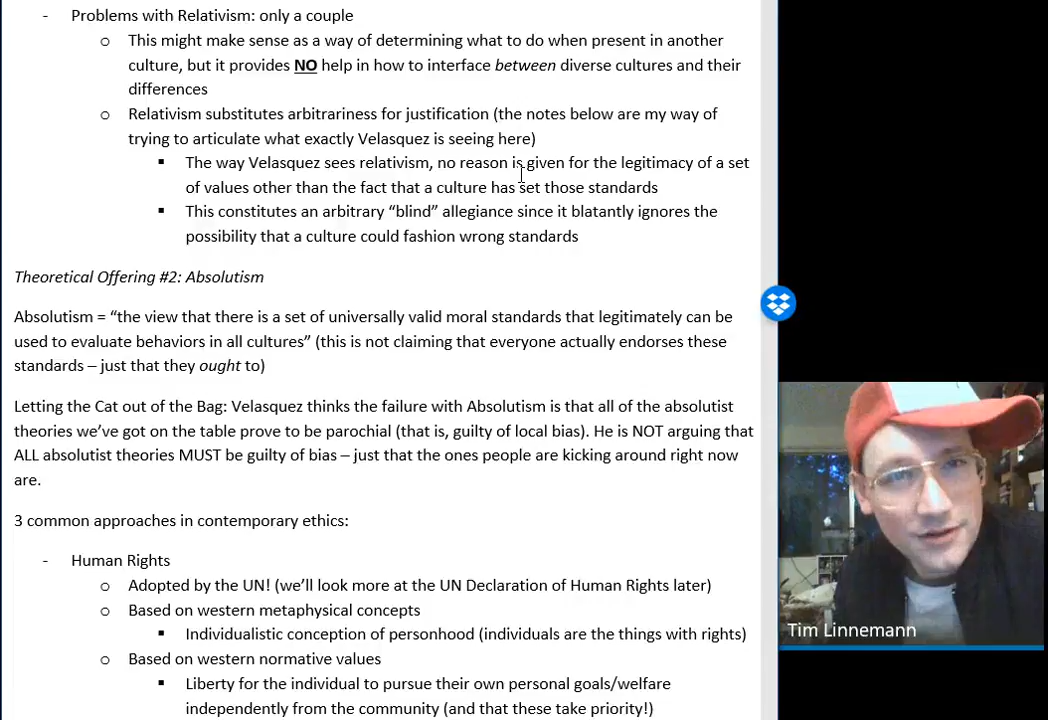 - Problems with Relativism: only a couple
o This might make sense as a way of determining what to do when present in another
culture, but it provides NO help in how to interface between diverse cultures and their
differences
o Relativism substitutes arbitrariness for justification (the notes below are my way of
trying to articulate what exactly Velasquez is seeing here)
▪ The way Velasquez sees relativism, no reason is given for the legitimacy of a set
of values other than the fact that a culture has set those standards
▪ This constitutes an arbitrary “blind” allegiance since it blatantly ignores the
possibility that a culture could fashion wrong standards
Theoretical Offering #2: Absolutism
Absolutism = “the view that there is a set of universally valid moral standards that legitimately can be
used to evaluate behaviors in all cultures” (this is not claiming that everyone actually endorses these
standards – just that they ought to)
Letting the Cat out of the Bag: Velasquez thinks the failure with Absolutism is that all of the absolutist
theories we’ve got on the table prove to be parochial (that is, guilty of local bias). He is NOT arguing that
ALL absolutist theories MUST be guilty of bias – just that the ones people are kicking around right now
are.
3 common approaches in contemporary ethics:
- Human Rights
o Adopted by the UN! (we’ll look more at the UN Declaration of Human Rights later)
o Based on western metaphysical concepts
▪ Individualistic conception of personhood (individuals are the things with rights)
o Based on western normative values
▪ Liberty for the individual to pursue their own personal goals/welfare
independently from the community (and that these take priority!)
Tim Linnemann